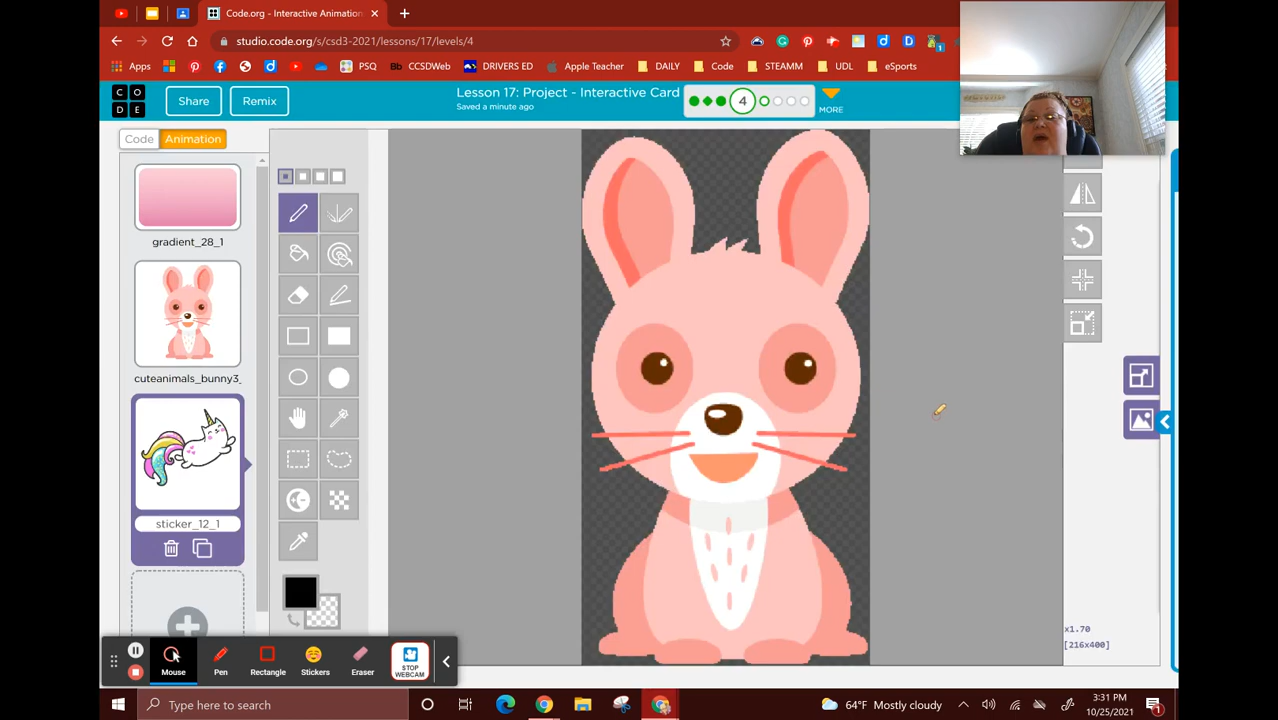 Code.org - Interactive Animation
studio.code.org/s/csd3-2021/lessons/17/levels/4
Apps
PSQ
Bb CCSDWeb
DRIVERS ED
Apple Teacher
DAILY
Code
STEAMM
UDL
eSports
C O
D E
Share
Remix
Lesson 17: Project - Interactive Card
Saved a minute ago
4
MORE
Code
Animation
gradient_28_1
cuteanimals_bunny3_
sticker_12_1
x1.70
[216x400]
Mouse
Pen
Rectangle
Stickers
Eraser
STOP
WEBCAM
Type here to search
64°F Mostly cloudy
3:31 PM
10/25/2021
1